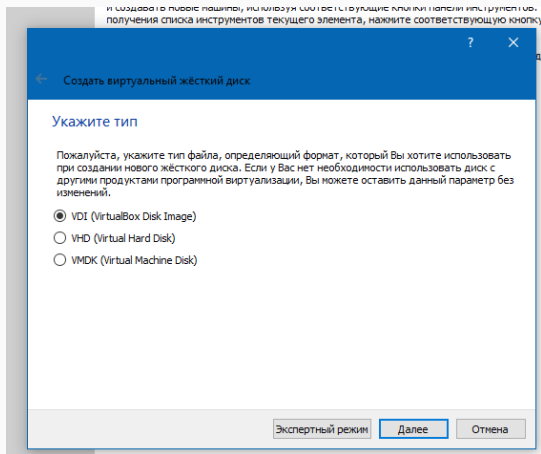 и создавать новые машины, используя соответствующие кнопки панели инструментов.
получения списка инструментов текущего элемента, нажмите соответствующую кнопку
?
Создать виртуальный жёсткий диск
Укажите тип
Пожалуйста, укажите тип файла, определяющий формат, который Вы хотите использовать
при создании нового жёсткого диска. Если у Вас нет необходимости использовать диск с
другими продуктами программной виртуализации, Вы можете оставить данный параметр без
изменений.
VDI (VirtualBox Disk Image)
VHD (Virtual Hard Disk)
VMDK (Virtual Machine Disk)
Экспертный режим Далее Отмена